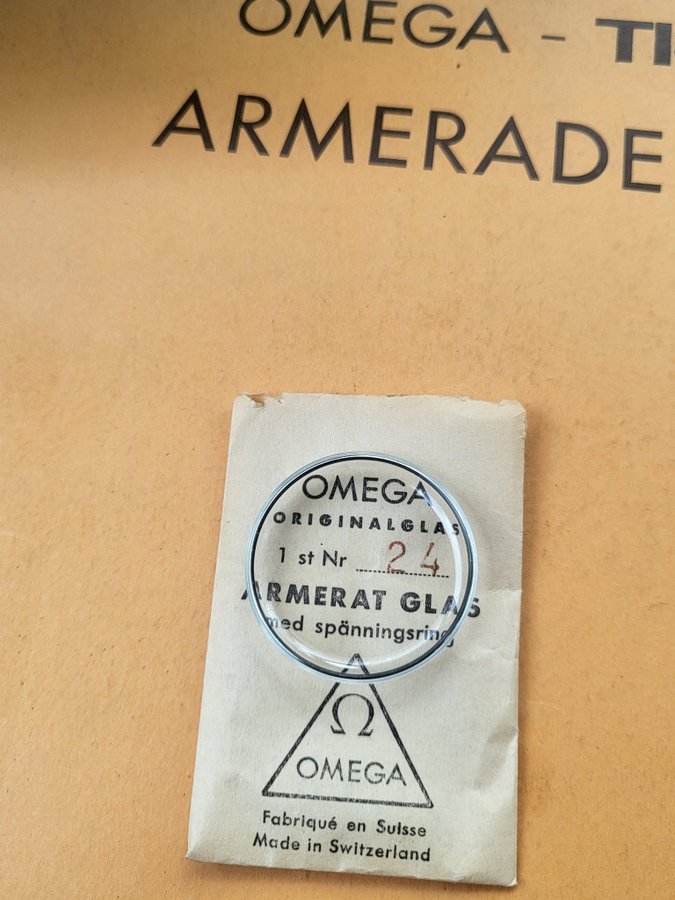 OMEGA – TI
ARMERADE
OMEGA
ORIGINALGLAS
1 st Nr 24
ARMERAT GLAS
med spänningsring
Ω
OMEGA
Fabriqué en Suisse
Made in Switzerland